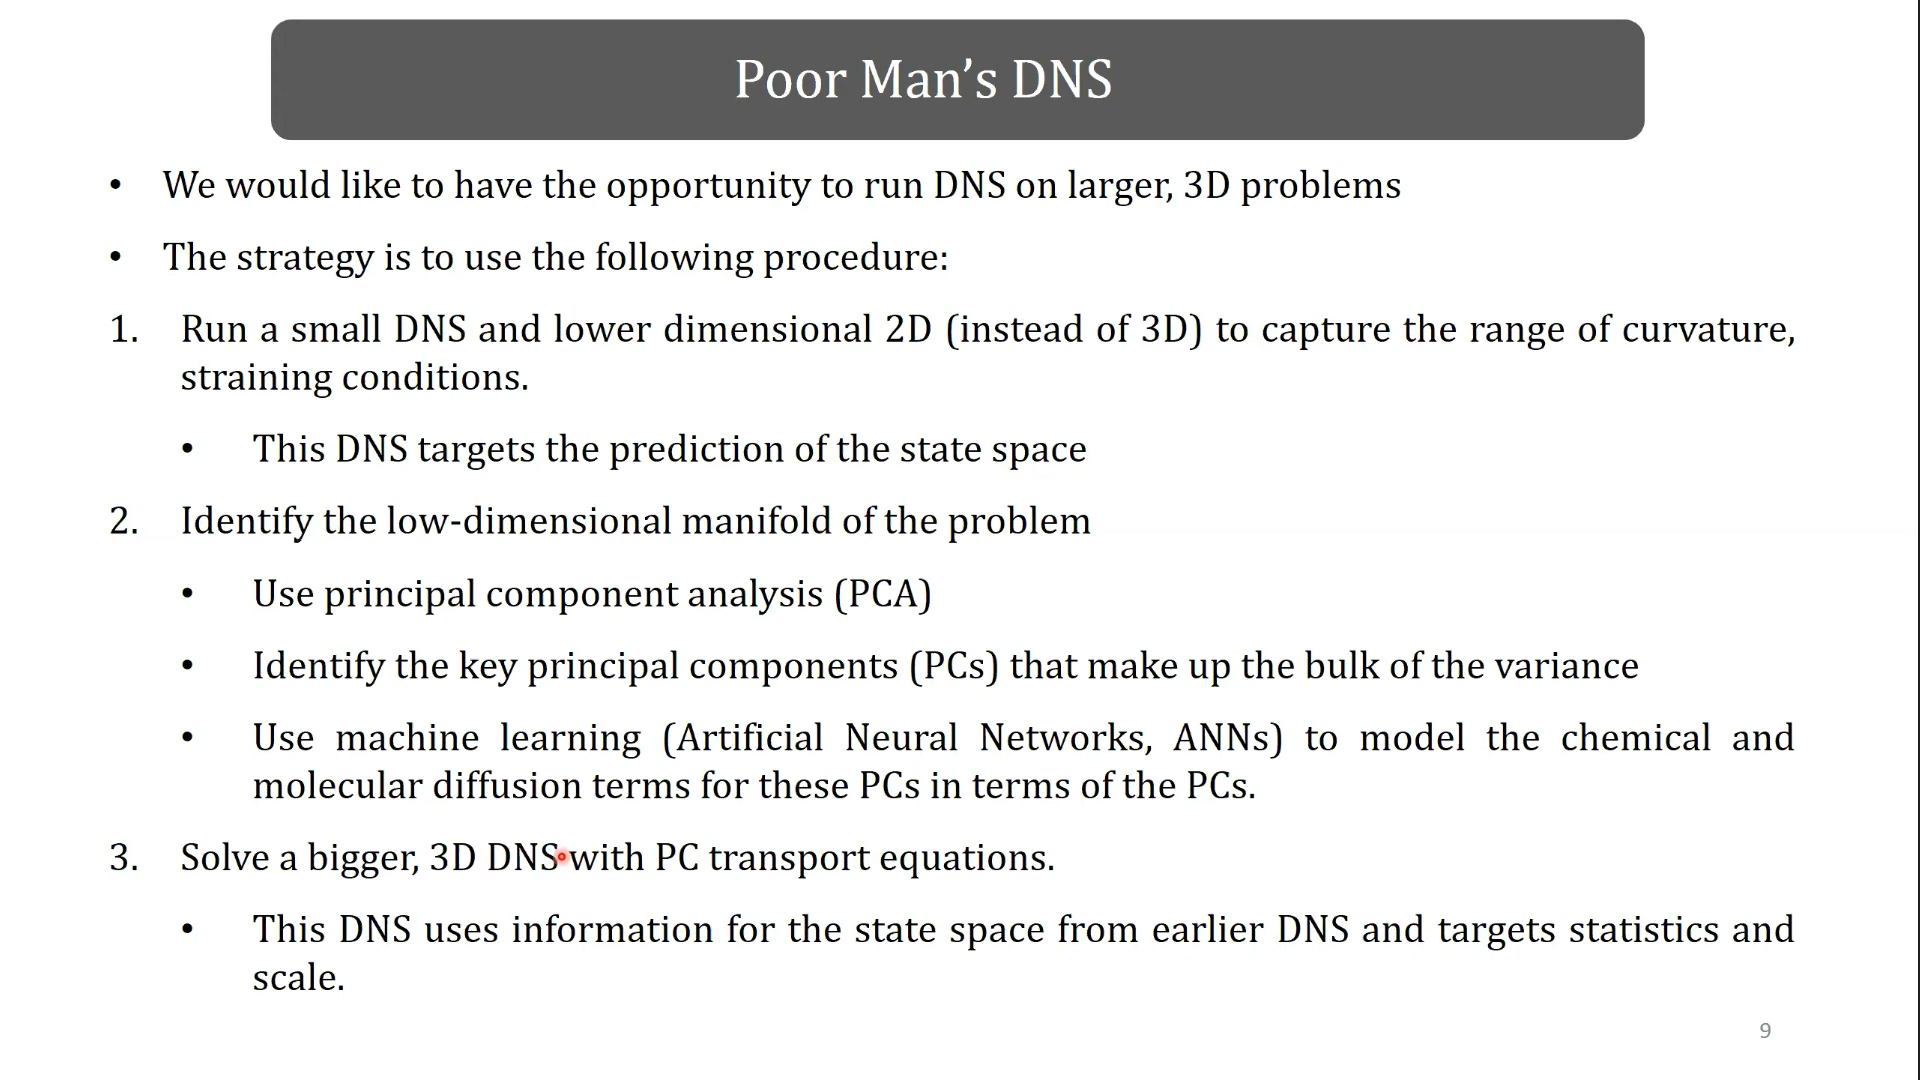 Poor Man’s DNS
• We would like to have the opportunity to run DNS on larger, 3D problems
• The strategy is to use the following procedure:
1. Run a small DNS and lower dimensional 2D (instead of 3D) to capture the range of curvature,
straining conditions.
• This DNS targets the prediction of the state space
2. Identify the low-dimensional manifold of the problem
• Use principal component analysis (PCA)
• Identify the key principal components (PCs) that make up the bulk of the variance
• Use machine learning (Artificial Neural Networks, ANNs) to model the chemical and
molecular diffusion terms for these PCs in terms of the PCs.
3. Solve a bigger, 3D DNS with PC transport equations.
• This DNS uses information for the state space from earlier DNS and targets statistics and
scale.
9